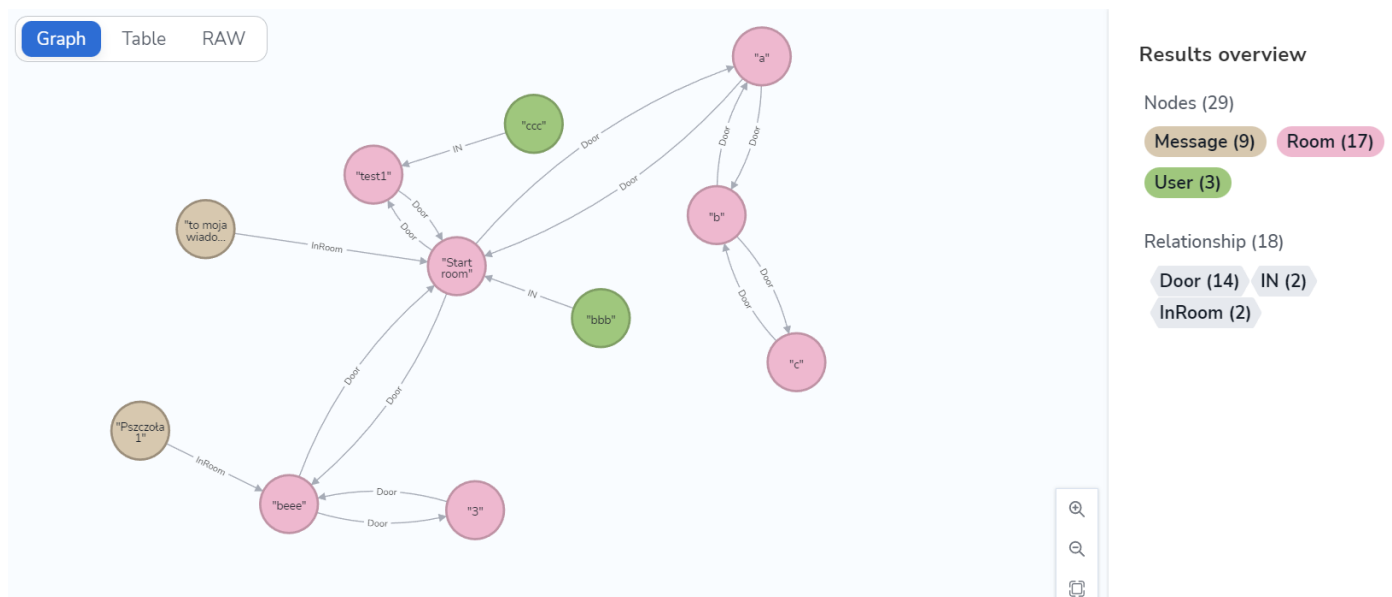 Graph
Table
RAW
"a"
"ccc"
IN
Door
Door
Door
"test1"
Door
Door
Door
Door
"to moja
wiado...
InRoom
"b"
"Start
room"
IN
"bbb"
Door
Door
"c"
Door
Door
"Pszczoła
1"
InRoom
"beee"
Door
Door
"3"
Results overview
Nodes (29)
Message (9)
Room (17)
User (3)
Relationship (18)
Door (14)
IN (2)
InRoom (2)